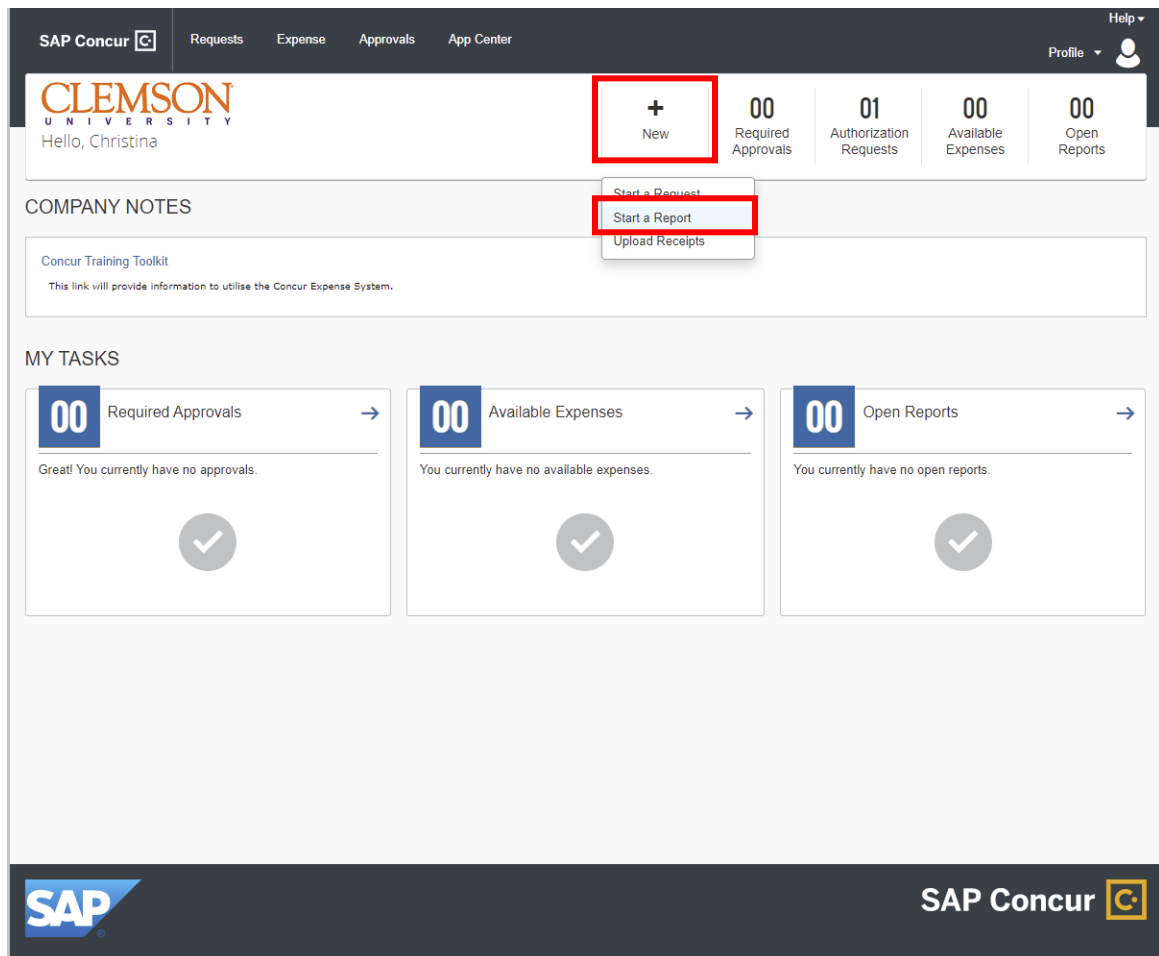 Help
SAP Concur C. Requests Expense Approvals App Center
Profile
CLEMSON
UNIVERSITY
Hello, Christina
+
New
00
Required
Approvals
01
Authorization
Requests
00
Available
Expenses
00
Open
Reports
Start a Request
Start a Report
Upload Receipts
COMPANY NOTES
Concur Training Toolkit
This link will provide information to utilise the Concur Expense System.
MY TASKS
00 Required Approvals
Great! You currently have no approvals.
00 Available Expenses
You currently have no available expenses.
00 Open Reports
You currently have no open reports.
SAP ®
SAP Concur C.